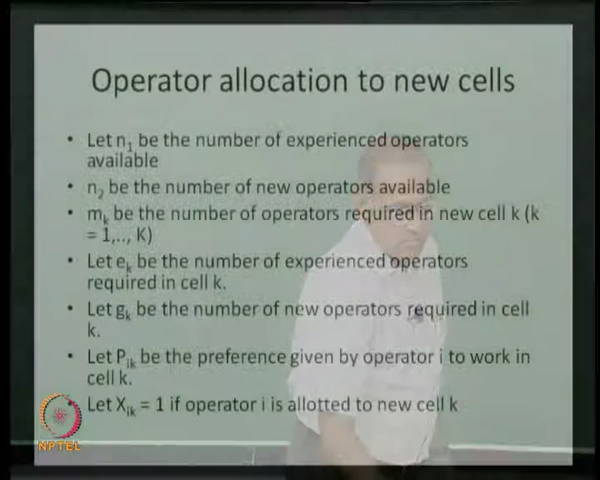 Operator allocation to new cells
• Let n₁ be the number of experienced operators
available
• n₂ be the number of new operators available
• mₖ be the number of operators required in new cell k (k
= 1,.., K)
• Let eₖ be the number of experienced operators
required in cell k.
• Let gₖ be the number of new operators required in cell
k.
• Let Pᵢₖ be the preference given by operator i to work in
cell k.
Let Xᵢₖ = 1 if operator i is allotted to new cell k
NPTEL